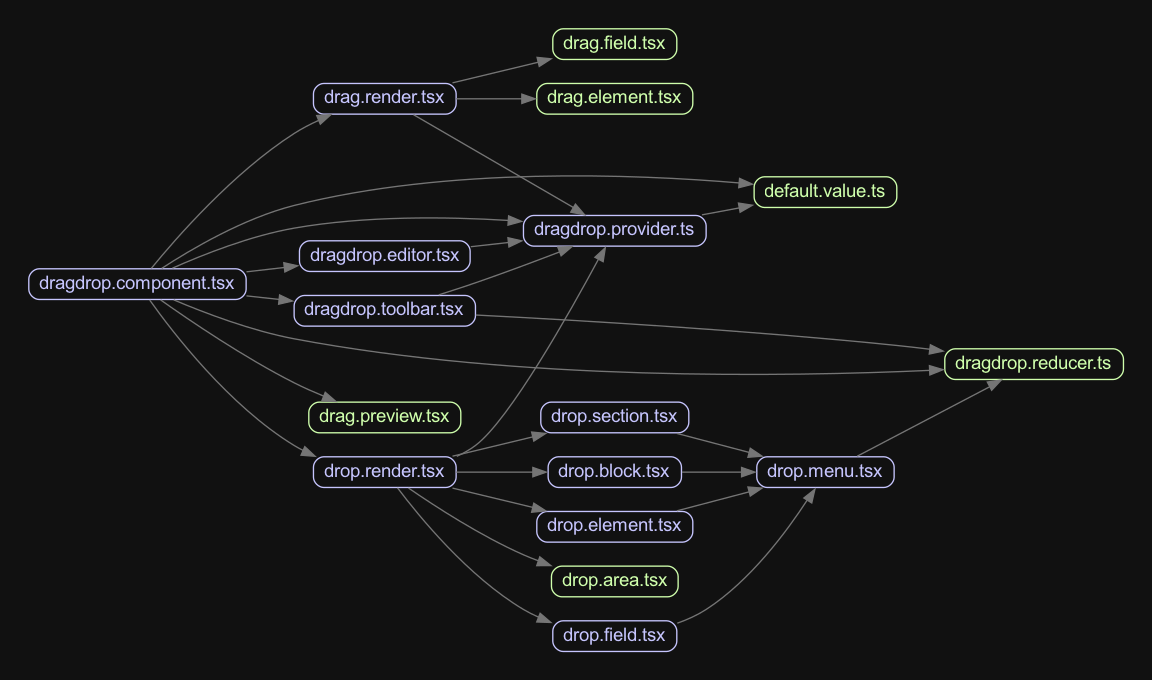 drag.field.tsx
drag.render.tsx
drag.element.tsx
default.value.ts
dragdrop.provider.ts
dragdrop.editor.tsx
dragdrop.component.tsx
dragdrop.toolbar.tsx
dragdrop.reducer.ts
drag.preview.tsx
drop.section.tsx
drop.render.tsx
drop.block.tsx
drop.menu.tsx
drop.element.tsx
drop.area.tsx
drop.field.tsx